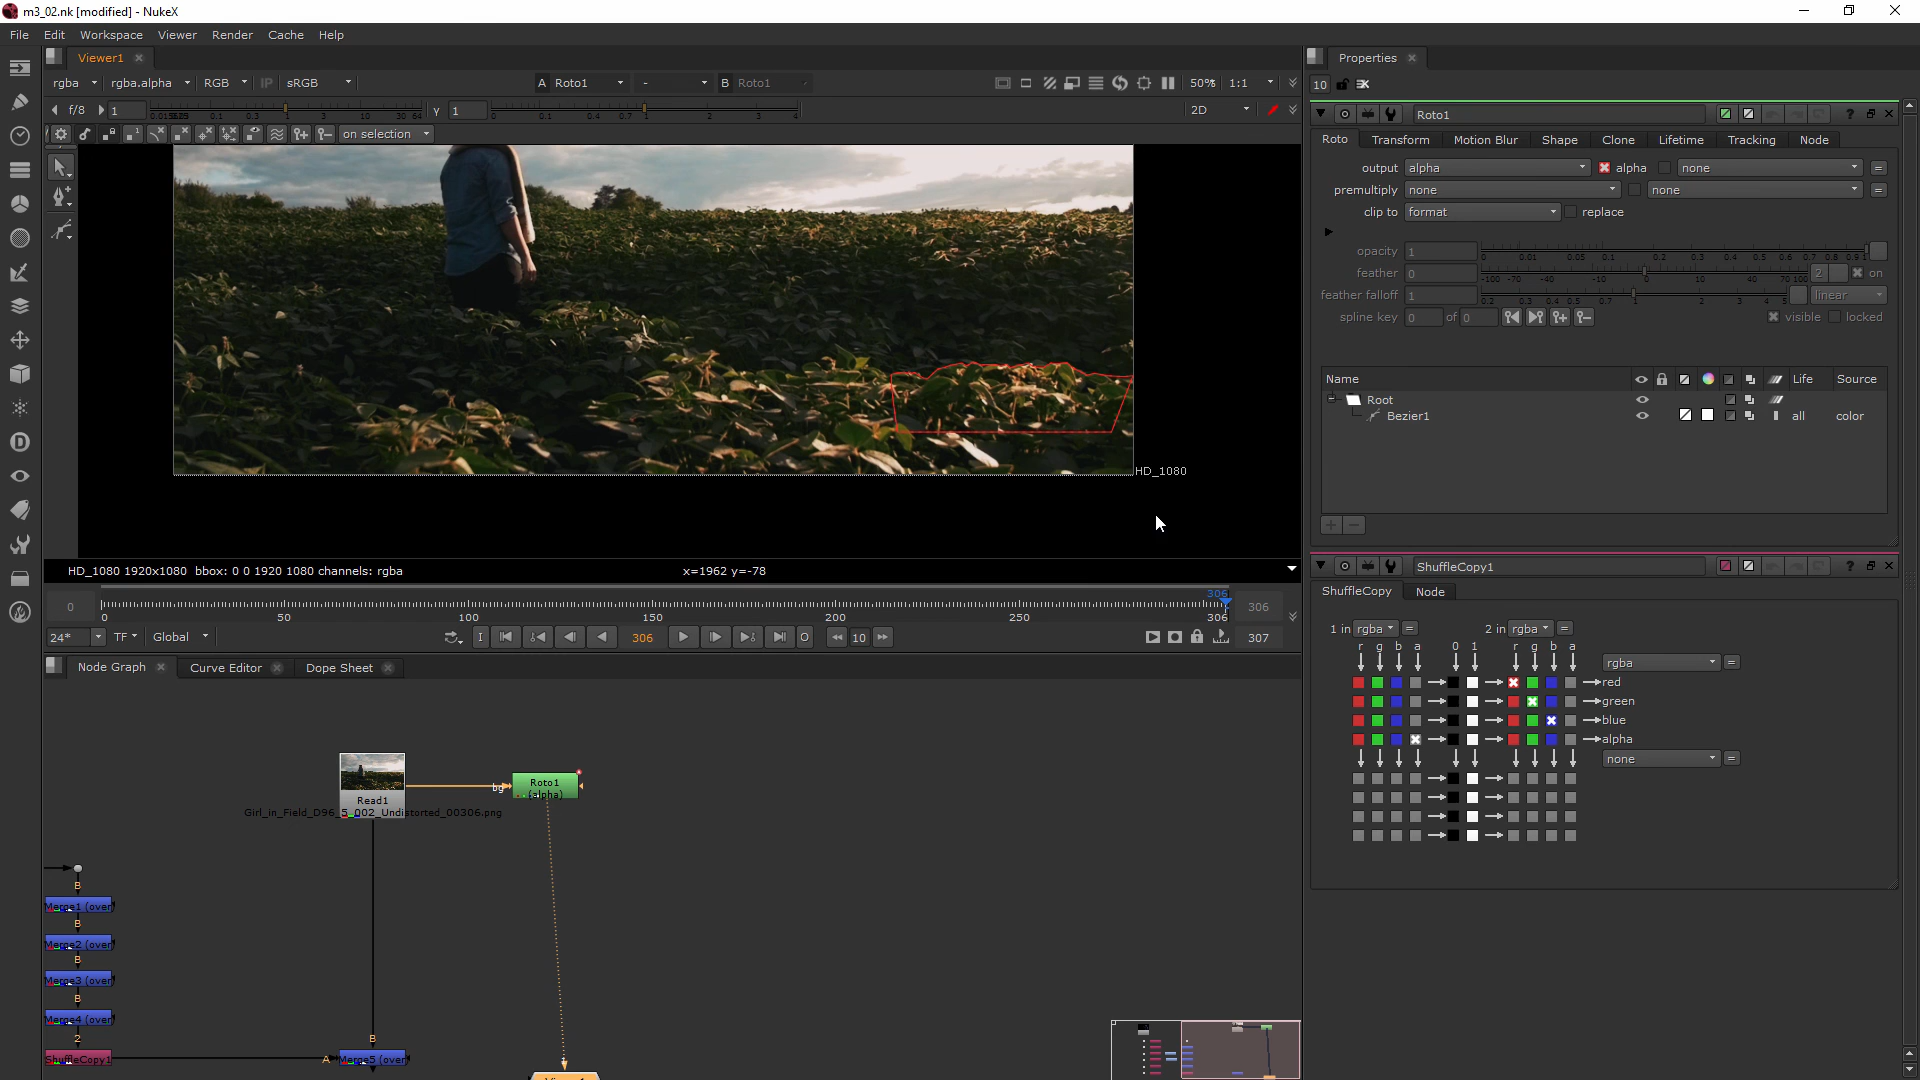 m3_02.nk [modified] - NukeX
File Edit Workspace Viewer Render Cache Help
Viewer1
rgba rgba.alpha RGB IP sRGB A Roto1 - B Roto1 50% 1:1
f/8 1 y 1 2D
on selection
HD_1080
HD_1080 1920x1080 bbox: 0 0 1920 1080 channels: rgba x=1962 y=-78
0 0 50 100 150 200 250 306 306 306
24* TF Global I 306 O 10 307
Node Graph Curve Editor Dope Sheet
Read1
Girl_in_Field_D96_5_002_Undistorted_00306.png
bg
Roto1
(alpha)
B
Merge1 (over
B
Merge2 (over
B
Merge3 (over
B
Merge4 (over
2
ShuffleCopy1
B
A
Merge5 (over
Properties
10
Roto1
Roto Transform Motion Blur Shape Clone Lifetime Tracking Node
output alpha alpha none =
premultiply none none =
clip to format replace
opacity 1
feather 0 2 on
feather falloff 1 linear
spline key 0 of 0 visible locked
Name Life Source
Root
Bezier1 all color
ShuffleCopy1
ShuffleCopy Node
1 in rgba = 2 in rgba =
r g b a 0 1 r g b a
rgba =
red
green
blue
alpha
none =